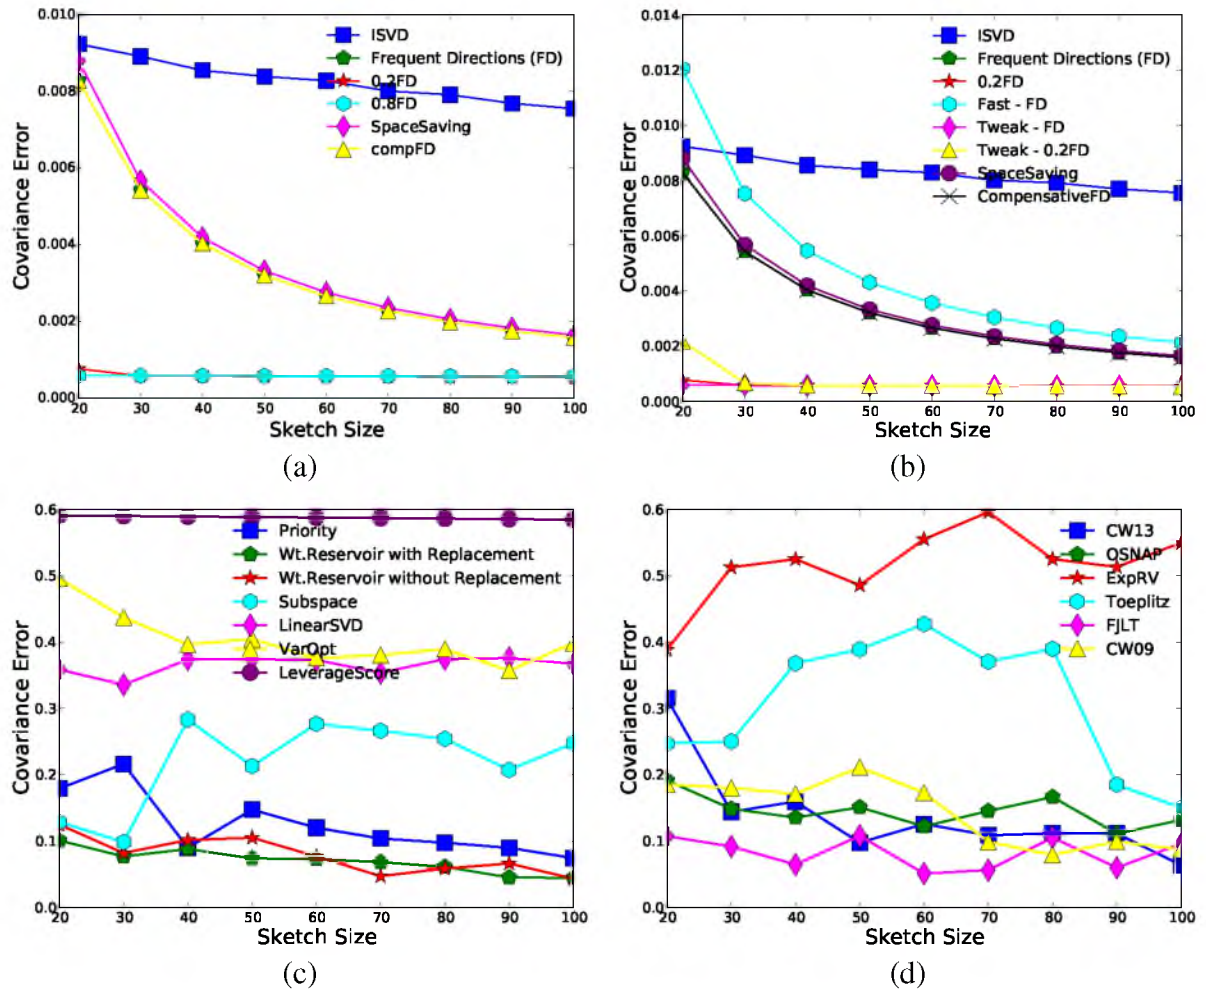 0.010
0.008
0.006
0.004
0.002
0.000
Covariance Error
ISVD
Frequent Directions (FD)
0.2FD
0.8FD
SpaceSaving
compFD
20 30 40 50 60 70 80 90 100
Sketch Size
(a)
0.014
0.012
0.010
0.008
0.006
0.004
0.002
0.000
Covariance Error
ISVD
Frequent Directions (FD)
0.2FD
Fast - FD
Tweak - FD
Tweak - 0.2FD
SpaceSaving
CompensativeFD
20 30 40 50 60 70 80 90 100
Sketch Size
(b)
0.6
0.5
0.4
0.3
0.2
0.1
0.0
Covariance Error
Priority
Wt.Reservoir with Replacement
Wt.Reservoir without Replacement
Subspace
LinearSVD
VarOpt
LeverageScore
20 30 40 50 60 70 80 90 100
Sketch Size
(c)
0.6
0.5
0.4
0.3
0.2
0.1
0.0
Covariance Error
CW13
OSNAP
ExpRV
Toeplitz
FJLT
CW09
20 30 40 50 60 70 80 90 100
Sketch Size
(d)